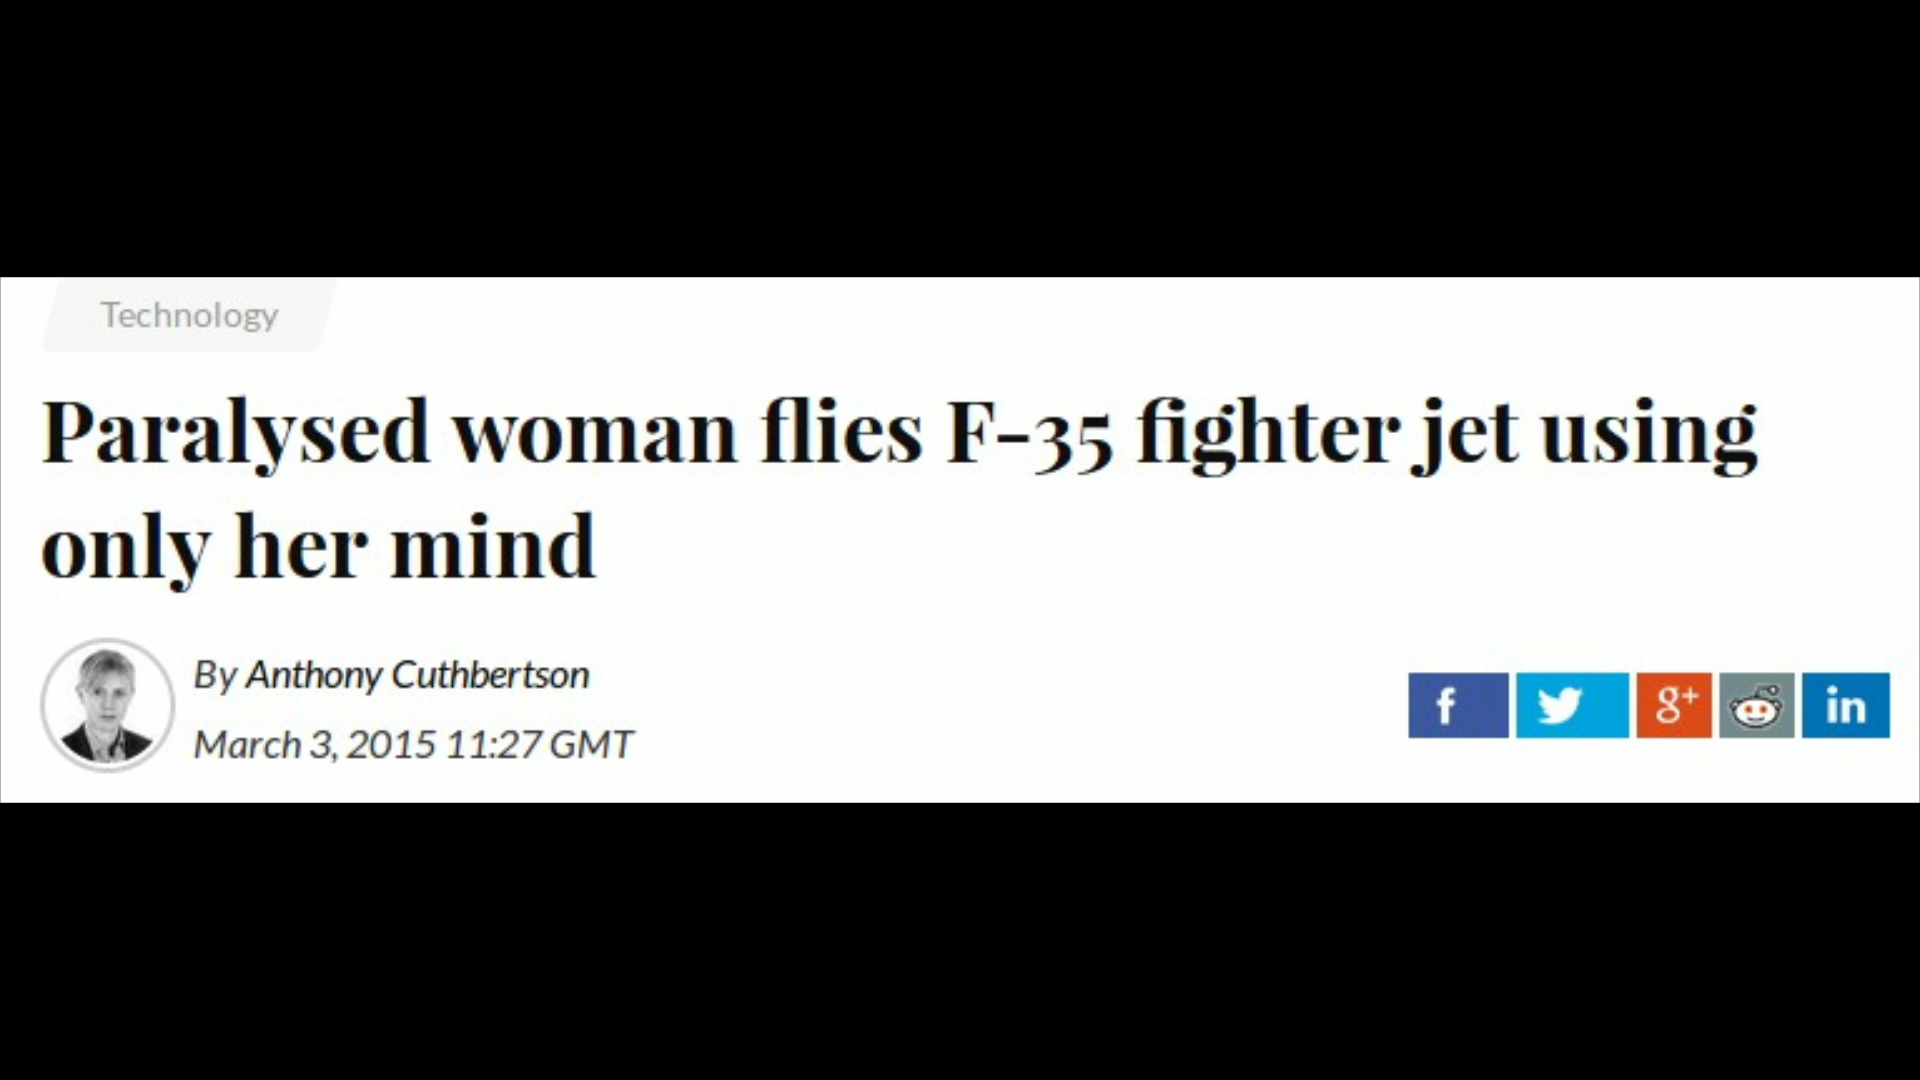 Technology
Paralysed woman flies F-35 fighter jet using
only her mind
By Anthony Cuthbertson
March 3, 2015 11:27 GMT
f
g+
in